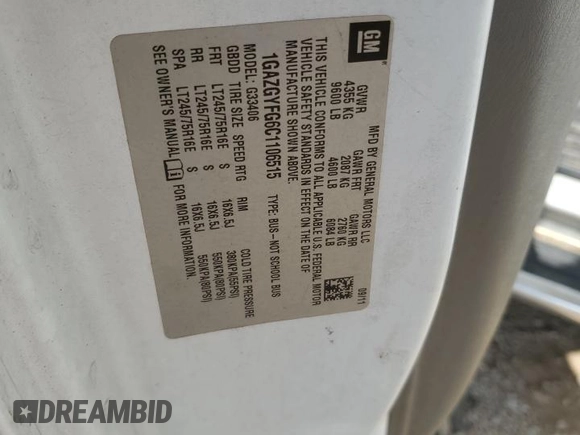 GM
MFD BY GENERAL MOTORS LLC
GVWR GAWR FRT GAWR RR
4355 KG 2087 KG 2760 KG
9600 LB 4600 LB 6084 LB
09/11
THIS VEHICLE CONFORMS TO ALL APPLICABLE U.S. FEDERAL MOTOR
VEHICLE SAFETY STANDARDS IN EFFECT ON THE DATE OF
MANUFACTURE SHOWN ABOVE.
1GAZGYFG6C1106515 TYPE: BUS-NOT SCHOOL BUS
MODEL: G33406
GBDD TIRE SIZE SPEED RTG RIM COLD TIRE PRESSURE
FRT LT245/75R16E S 16X6.5J 380KPA(55PSI)
RR LT245/75R16E S 16X6.5J 550KPA(80PSI)
SPA LT245/75R16E S 16X6.5J 550KPA(80PSI)
SEE OWNER'S MANUAL FOR MORE INFORMATION.
DREAMBID